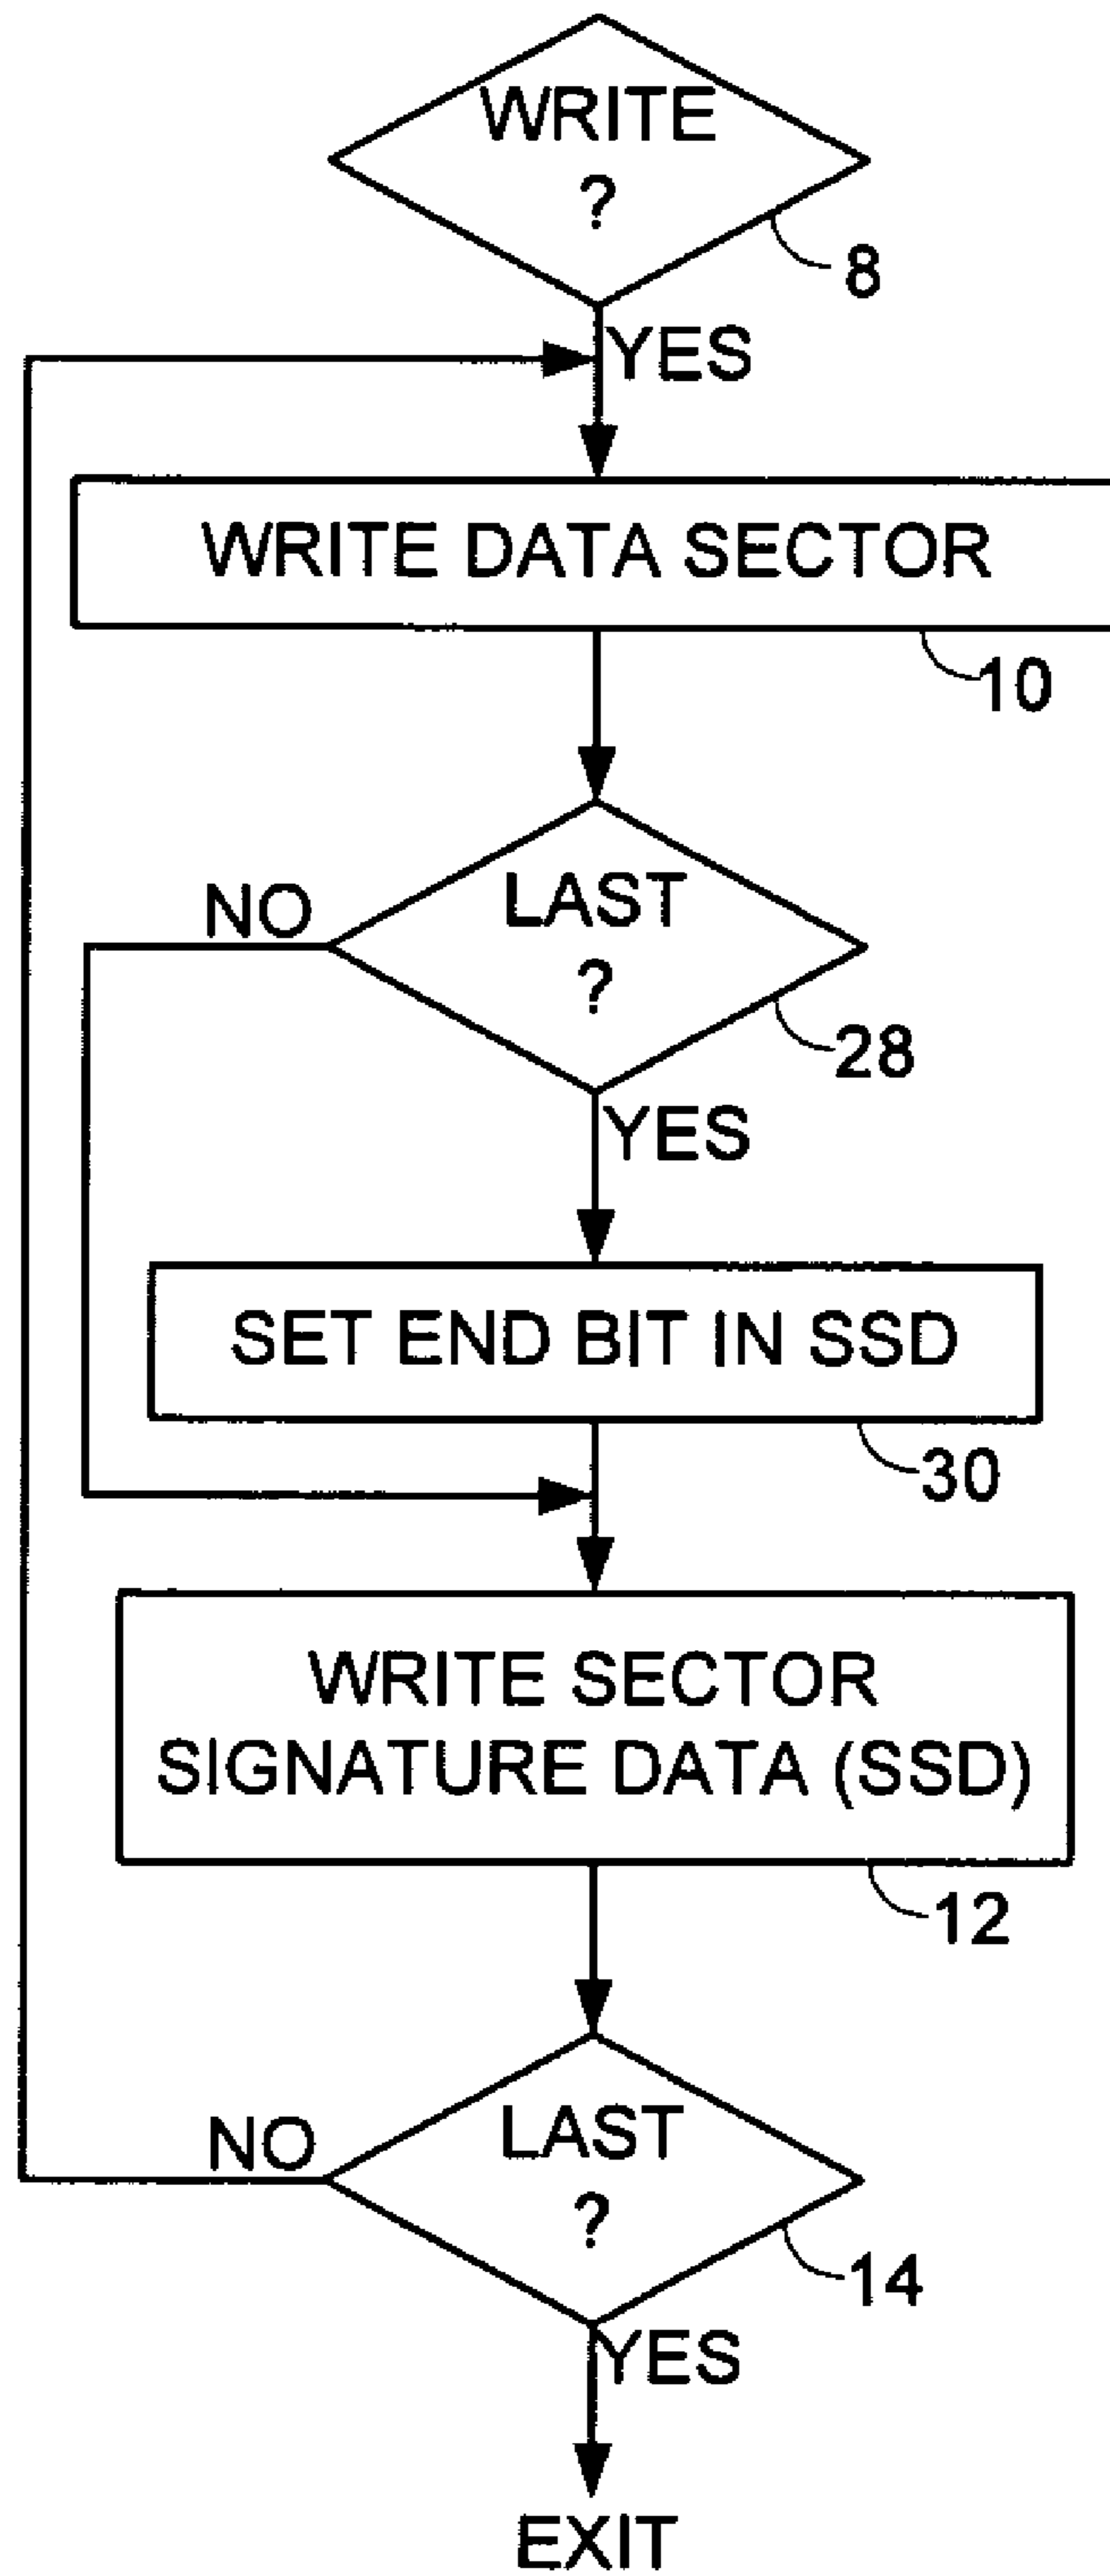 WRITE
?
8
YES
WRITE DATA SECTOR
10
LAST
?
NO
28
YES
SET END BIT IN SSD
30
WRITE SECTOR
SIGNATURE DATA (SSD)
12
LAST
?
NO
14
YES
EXIT